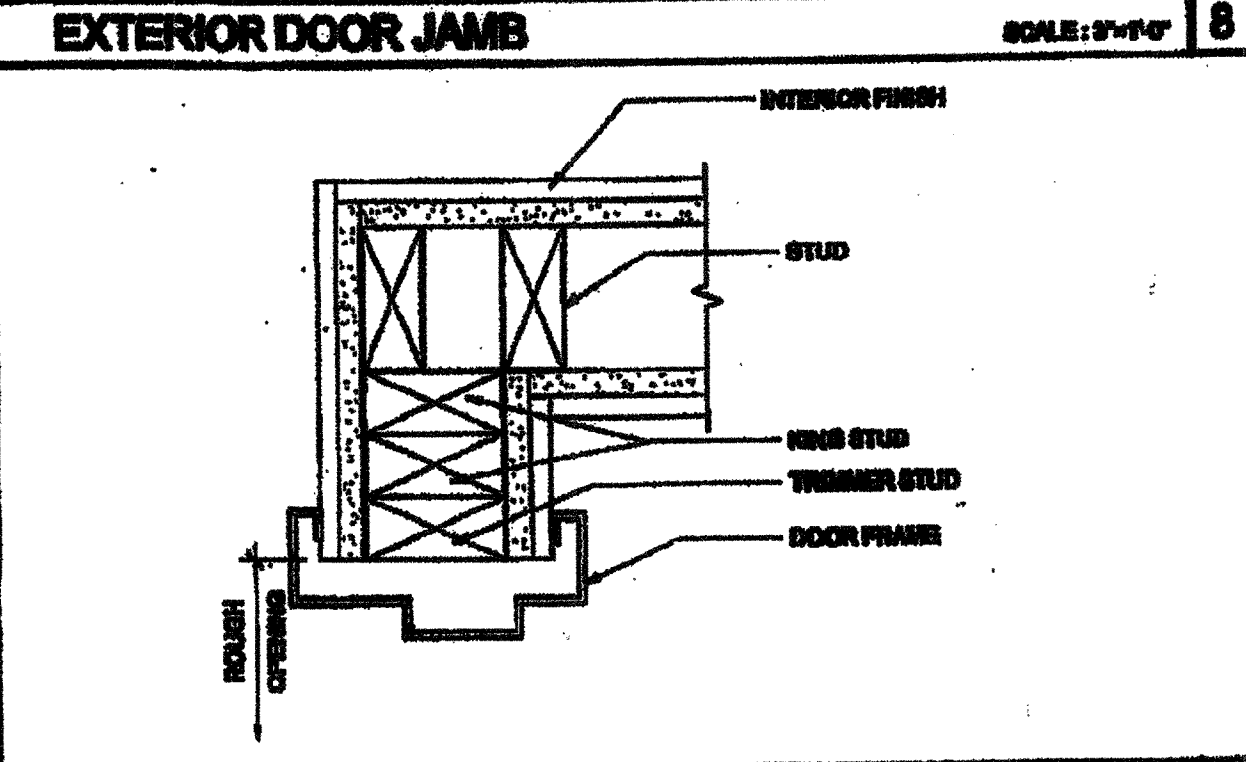 EXTERIOR DOOR JAMB
SCALE : 3"=1'-0"
8
INTERIOR FINISH
STUD
KING STUD
TRIMMER STUD
DOOR FRAME
ROUGH
OPENING